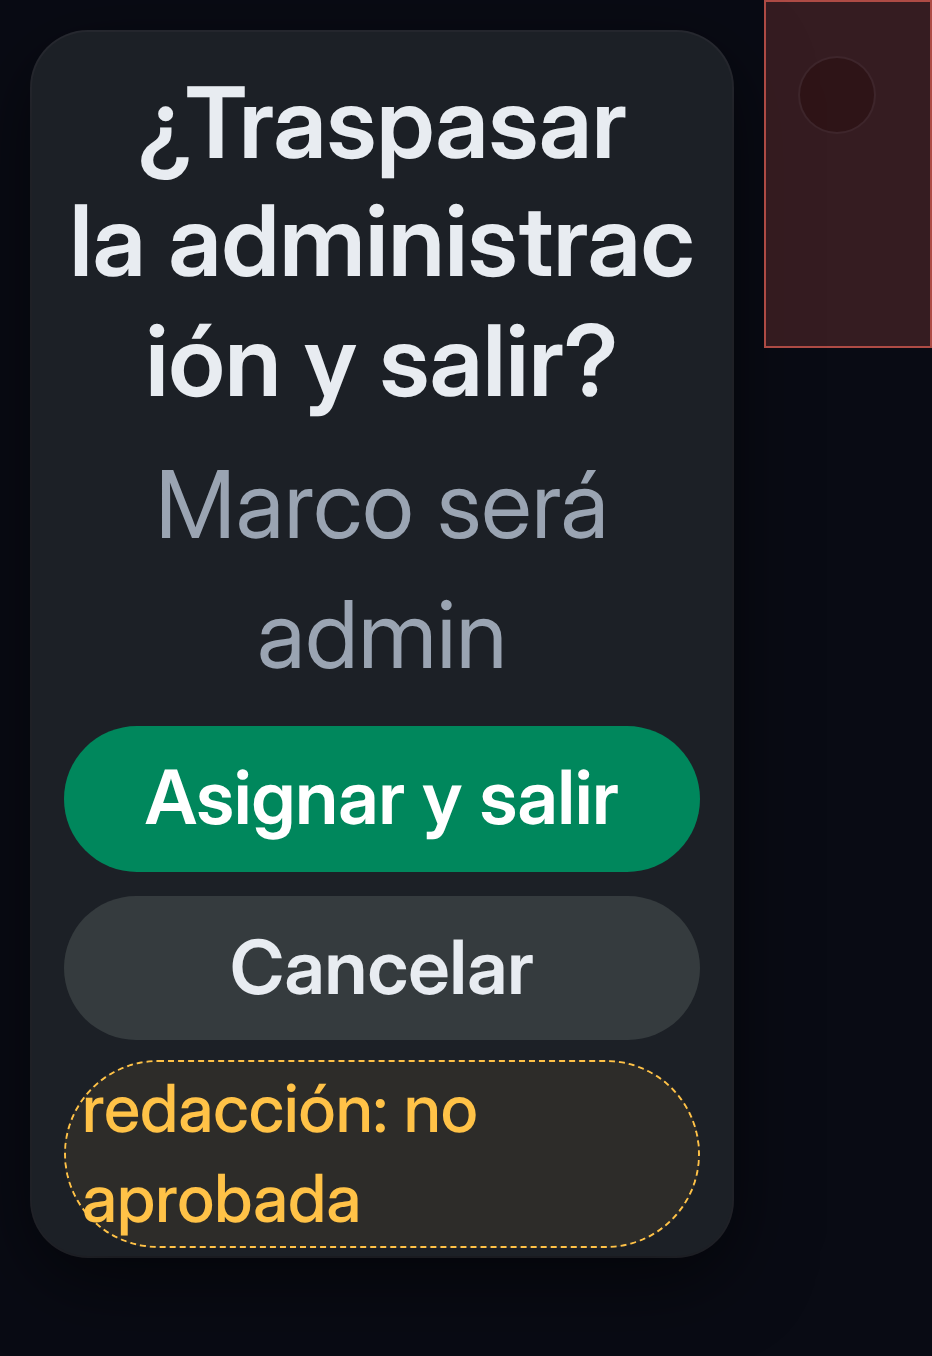 ¿Traspasar
la administrac
ión y salir?
Marco será
admin
Asignar y salir
Cancelar
redacción: no
aprobada